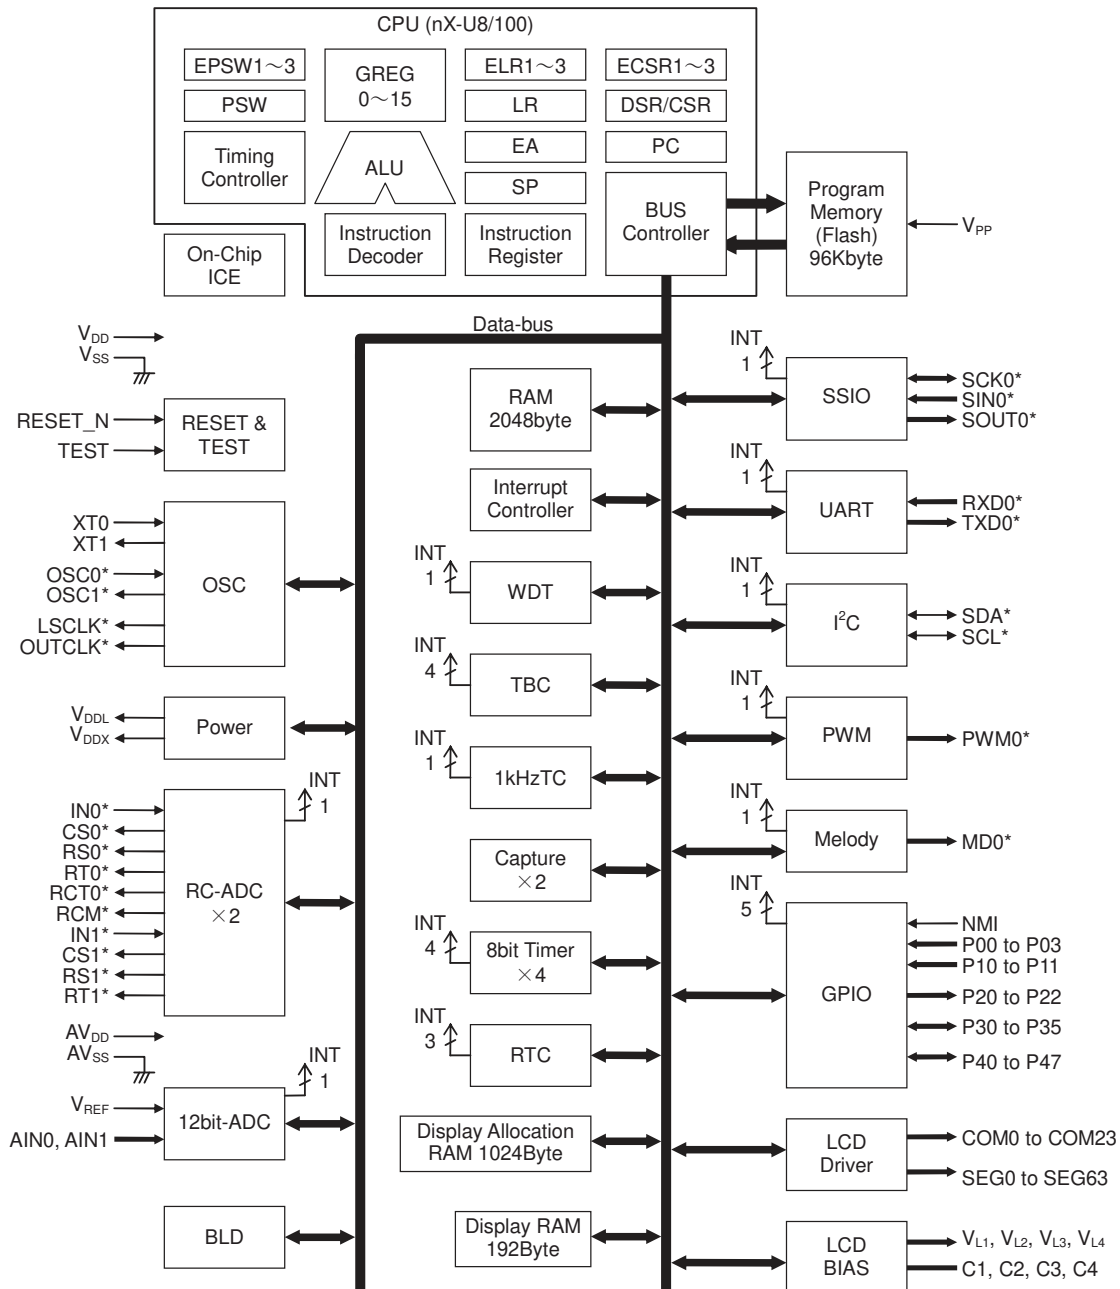 CPU (nX-U8/100)
EPSW1～3
GREG
0～15
ELR1～3
ECSR1～3
PSW
LR
DSR/CSR
Timing
Controller
ALU
EA
PC
SP
BUS
Controller
Instruction
Decoder
Instruction
Register
On-Chip
ICE
Program
Memory
(Flash)
96Kbyte
VPP
Data-bus
VDD
VSS
RESET_N
TEST
RESET &
TEST
XT0
XT1
OSC0*
OSC1*
LSCLK*
OUTCLK*
OSC
VDDL
VDDX
Power
IN0*
CS0*
RS0*
RT0*
RCT0*
RCM*
IN1*
CS1*
RS1*
RT1*
RC-ADC
×2
INT
1
AVDD
AVSS
VREF
AIN0, AIN1
12bit-ADC
INT
1
BLD
RAM
2048byte
Interrupt
Controller
INT
1
WDT
INT
4
TBC
INT
1
1kHzTC
Capture
×2
INT
4
8bit Timer
×4
INT
3
RTC
Display Allocation
RAM 1024Byte
Display RAM
192Byte
INT
1
SSIO
SCK0*
SIN0*
SOUT0*
INT
1
UART
RXD0*
TXD0*
INT
1
I²C
SDA*
SCL*
INT
1
PWM
PWM0*
INT
1
Melody
MD0*
INT
5
GPIO
NMI
P00 to P03
P10 to P11
P20 to P22
P30 to P35
P40 to P47
LCD
Driver
COM0 to COM23
SEG0 to SEG63
LCD
BIAS
VL1, VL2, VL3, VL4
C1, C2, C3, C4